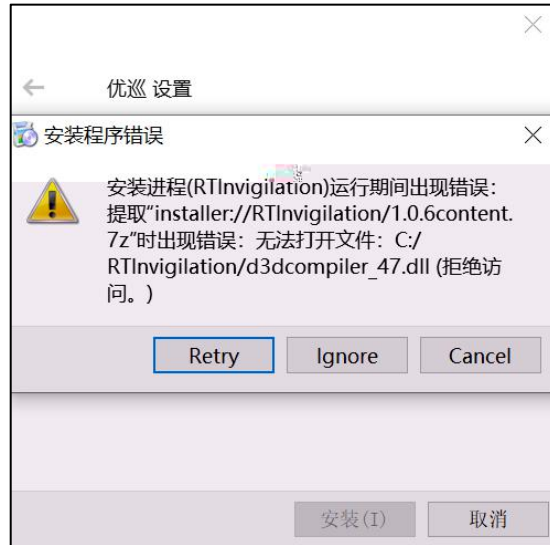 优巡 设置
安装程序错误
安装进程(RTInvigilation)运行期间出现错误：
提取"installer://RTInvigilation/1.0.6content.
7z"时出现错误：无法打开文件：C:/
RTInvigilation/d3dcompiler_47.dll (拒绝访
问。)
Retry Ignore Cancel
安装(I) 取消